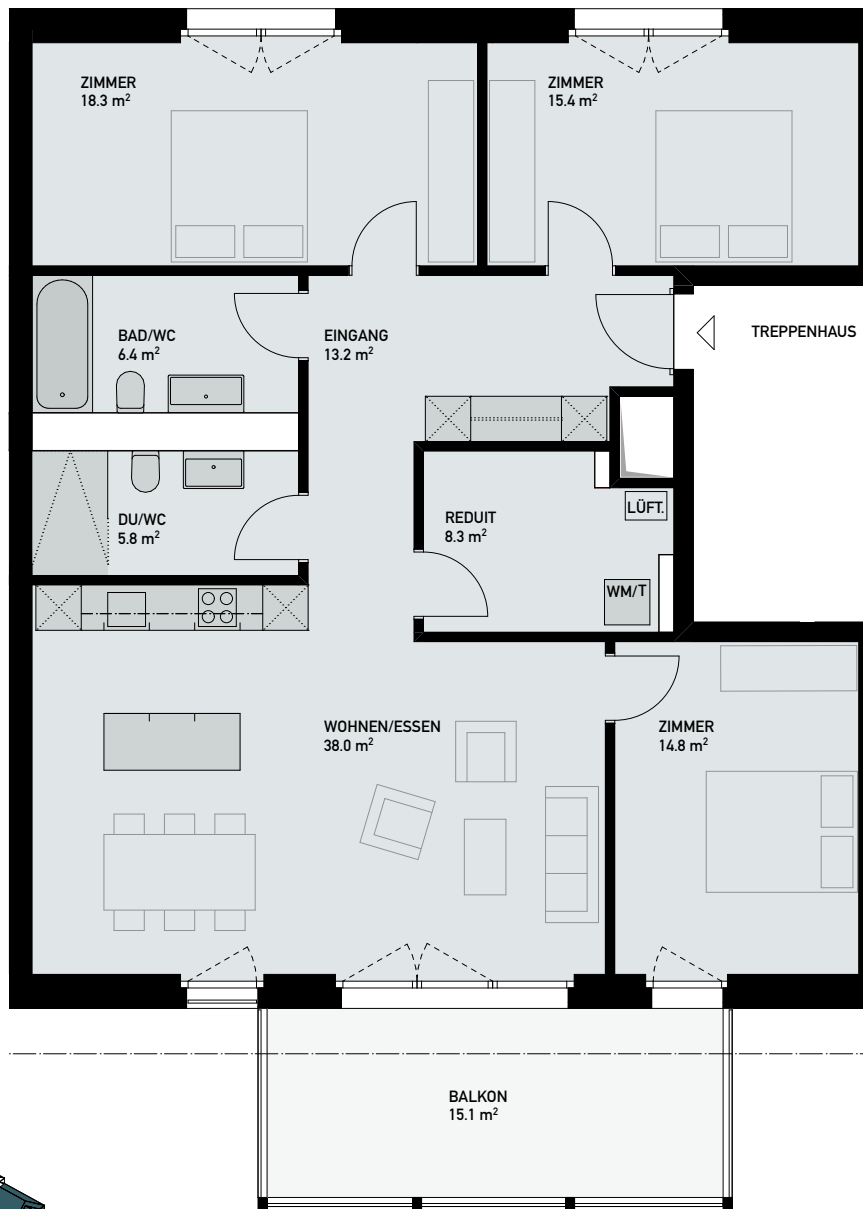 ZIMMER
18.3 m²
ZIMMER
15.4 m²
BAD/WC
6.4 m²
EINGANG
13.2 m²
TREPPENHAUS
DU/WC
5.8 m²
REDUIT
8.3 m²
LÜFT.
WM/T
WOHNEN/ESSEN
38.0 m²
ZIMMER
14.8 m²
BALKON
15.1 m²